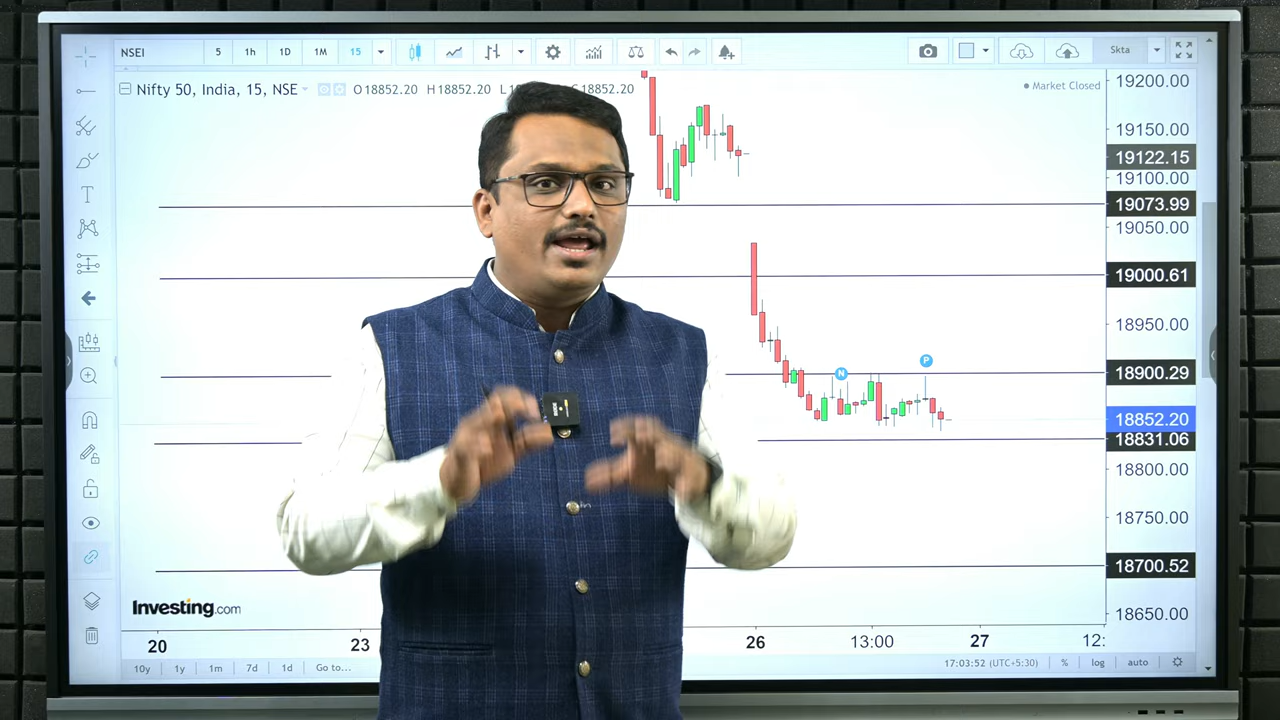 NSEI 5 1h 1D 1M 15 Skta
Nifty 50, India, 15, NSE O18852.20 H18852.20 18852.20
Market Closed
19200.00
19150.00
19122.15
19100.00
19073.99
19050.00
19000.61
18950.00
N P
18900.29
18852.20
18831.06
18800.00
18750.00
18700.52
18650.00
Investing.com
20 23 26 13:00 27 12:
10y 1y 1m 7d 1d Go to... 17:03:52 (UTC+5:30) % log auto